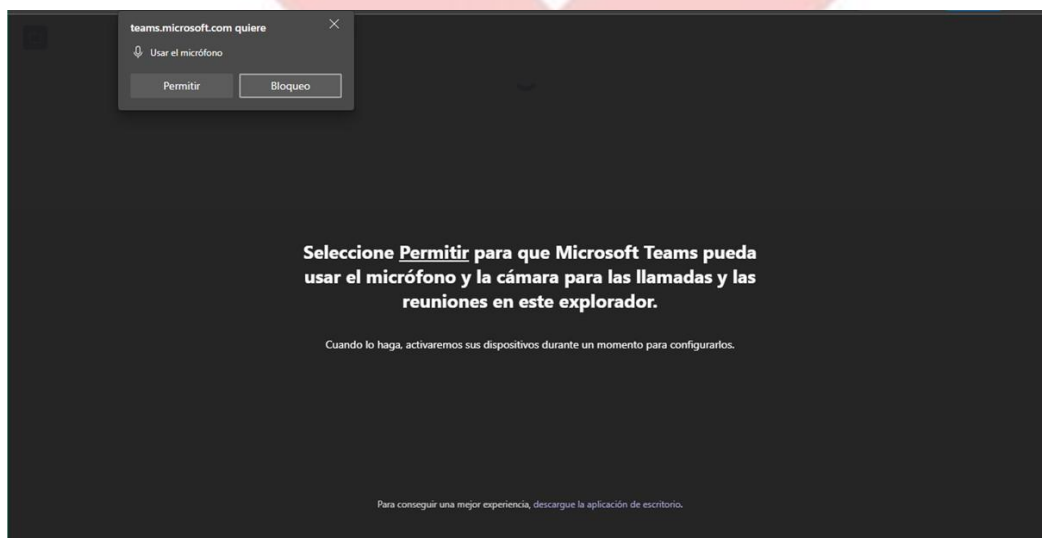 teams.microsoft.com quiere
Usar el micrófono
Permitir Bloqueo
Seleccione Permitir para que Microsoft Teams pueda
usar el micrófono y la cámara para las llamadas y las
reuniones en este explorador.
Cuando lo haga, activaremos sus dispositivos durante un momento para configurarlos.
Para conseguir una mejor experiencia, descargue la aplicación de escritorio.